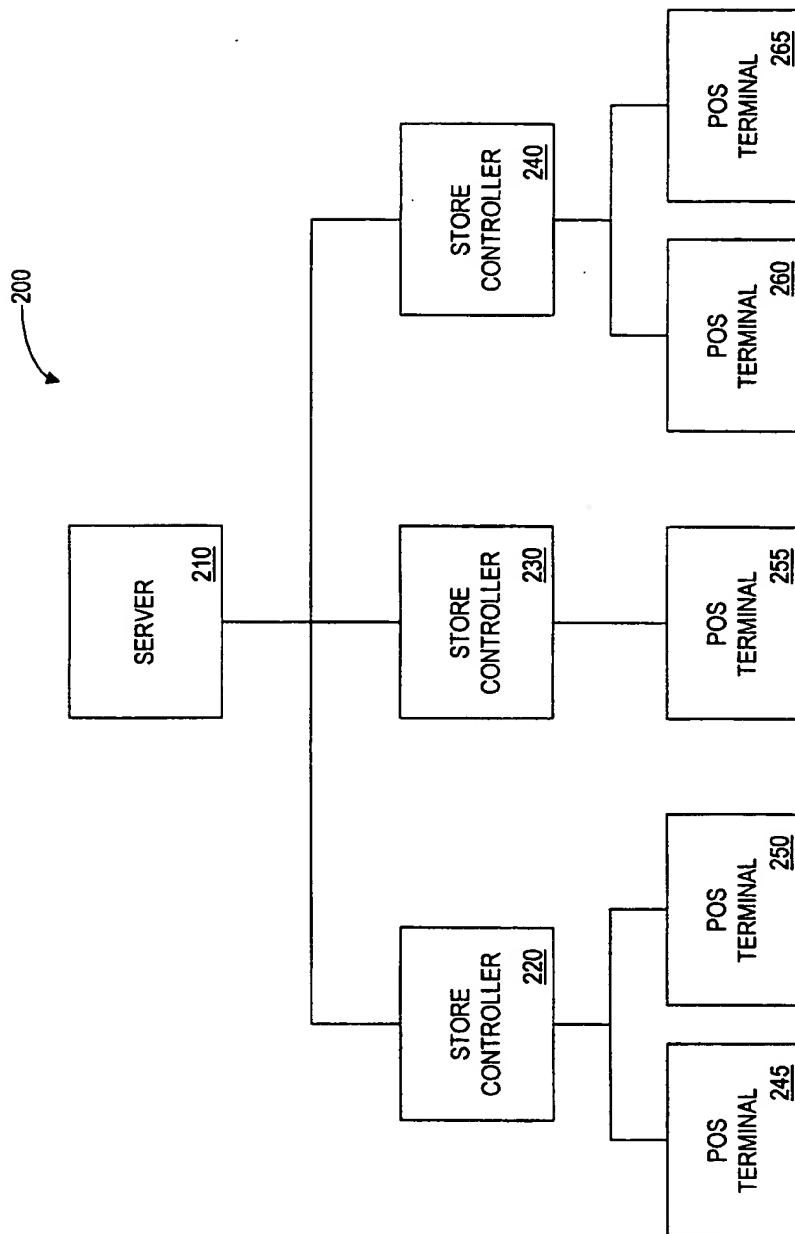 200
SERVER
210
STORE
CONTROLLER
220
STORE
CONTROLLER
230
STORE
CONTROLLER
240
POS
TERMINAL
245
POS
TERMINAL
250
POS
TERMINAL
255
POS
TERMINAL
260
POS
TERMINAL
265